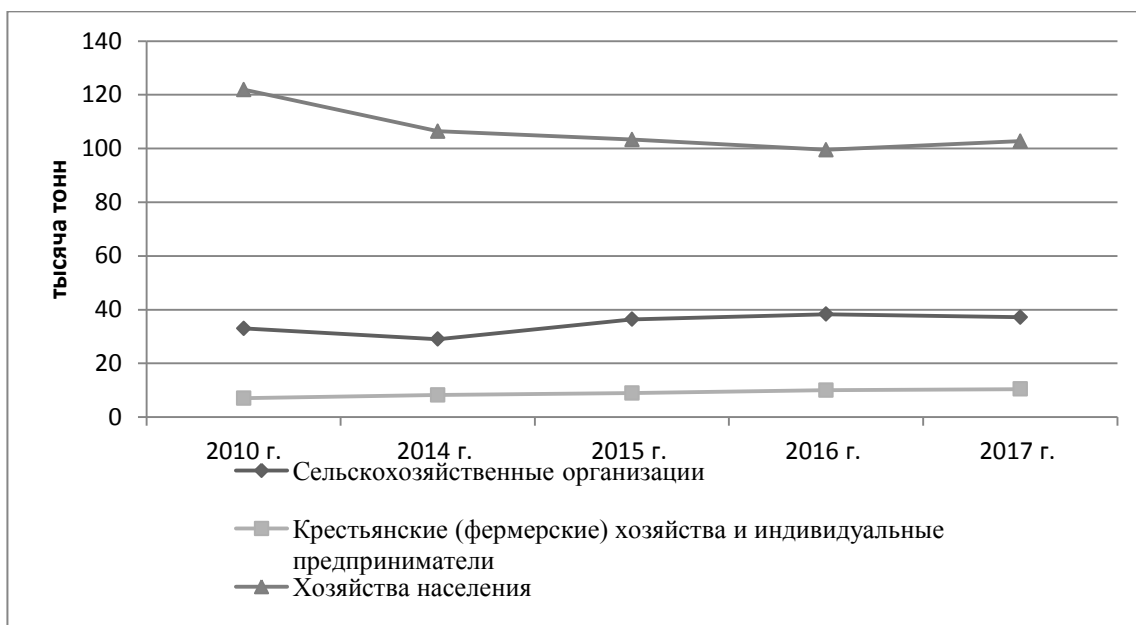 140
120
100
80
60
40
20
0
тысяча тонн
2010 г. 2014 г. 2015 г. 2016 г. 2017 г.
Сельскохозяйственные организации
Крестьянские (фермерские) хозяйства и индивидуальные
предприниматели
Хозяйства населения